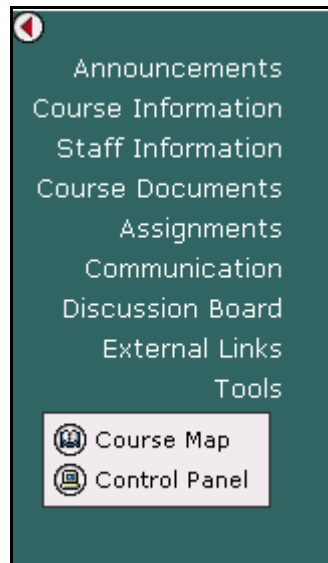 Announcements
Course Information
Staff Information
Course Documents
Assignments
Communication
Discussion Board
External Links
Tools
Course Map
Control Panel